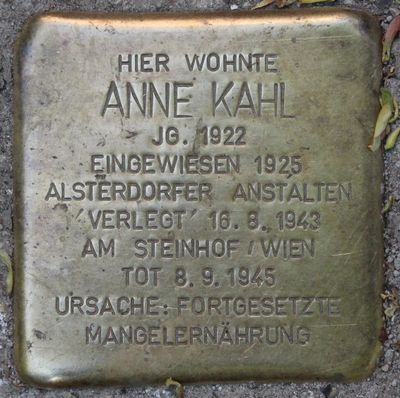 HIER WOHNTE
ANNE KAHL
JG. 1922
EINGEWIESEN 1925
ALSTERDORFER ANSTALTEN
'VERLEGT' 16.8.1943
AM STEINHOF / WIEN
TOT 8.9.1945
URSACHE: FORTGESETZTE
MANGELERNÄHRUNG